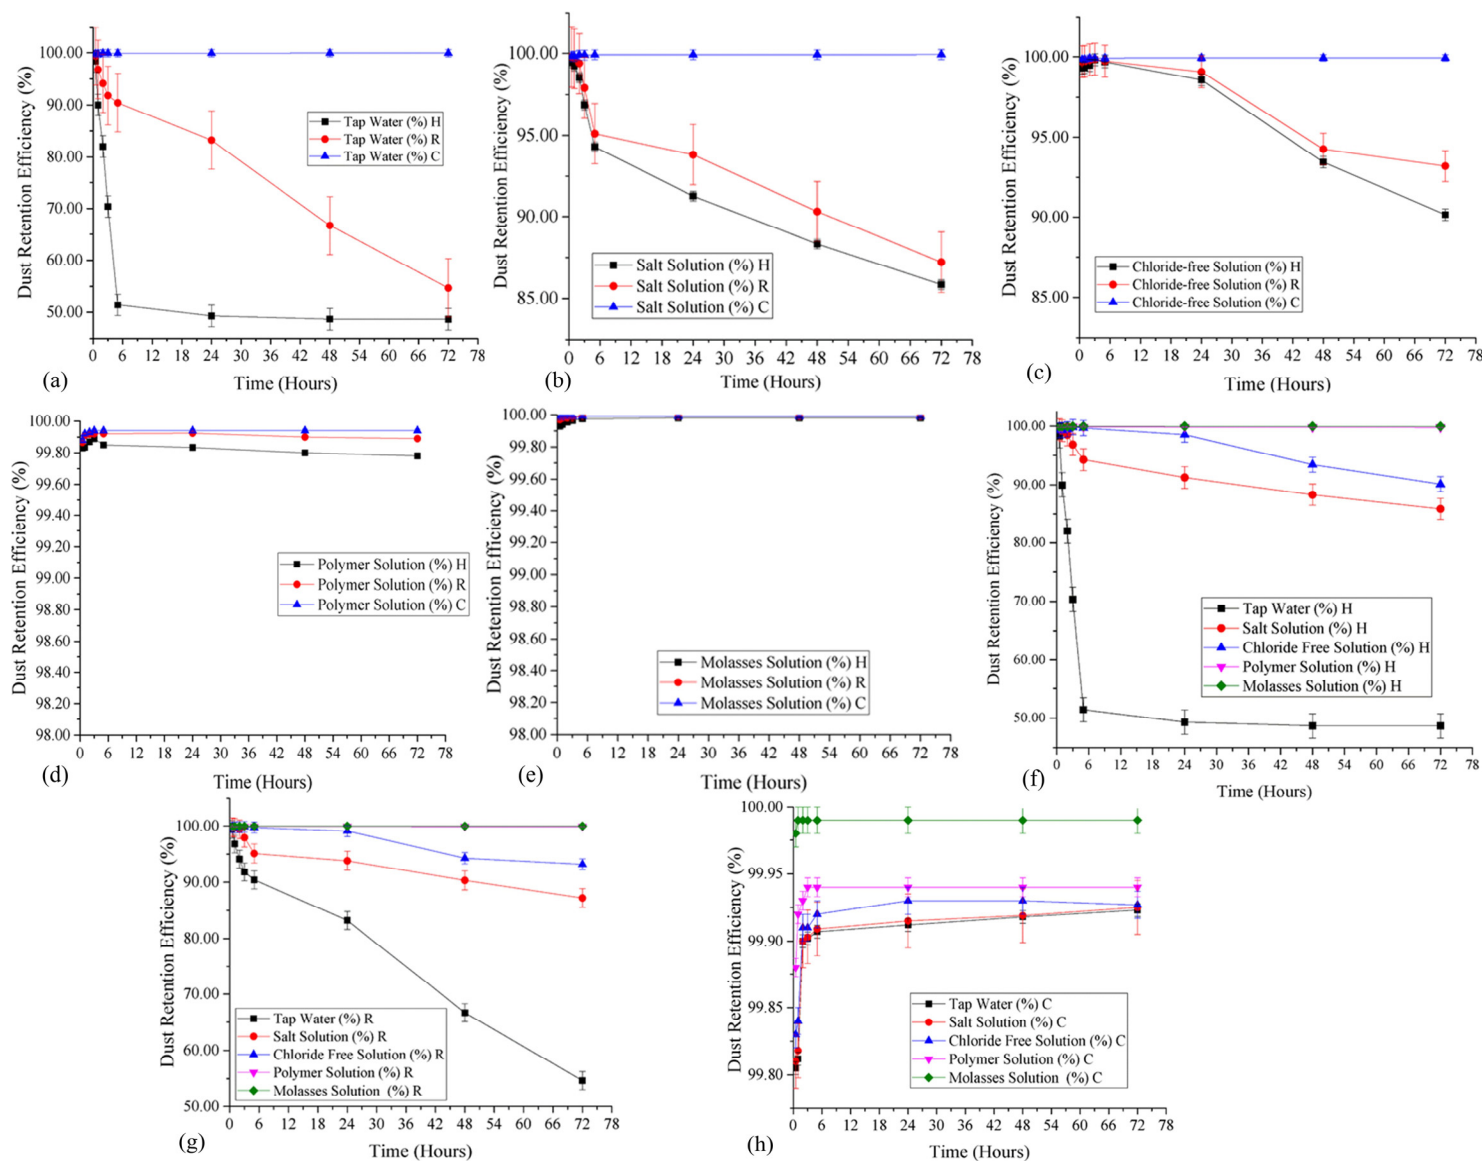 Dust Retention Efficiency (%)
100.00
90.00
80.00
70.00
60.00
50.00
Tap Water (%) H
Tap Water (%) R
Tap Water (%) C
0 6 12 18 24 30 36 42 48 54 60 66 72 78
Time (Hours)
(a)
Dust Retention Efficiency (%)
100.00
95.00
90.00
85.00
Salt Solution (%) H
Salt Solution (%) R
Salt Solution (%) C
0 6 12 18 24 30 36 42 48 54 60 66 72 78
Time (Hours)
(b)
Dust Retention Efficiency (%)
100.00
95.00
90.00
85.00
Chloride-free Solution (%) H
Chloride-free Solution (%) R
Chloride-free Solution (%) C
0 6 12 18 24 30 36 42 48 54 60 66 72 78
Time (Hours)
(c)
Dust Retention Efficiency (%)
100.00
99.80
99.60
99.40
99.20
99.00
98.80
98.60
98.40
98.20
98.00
Polymer Solution (%) H
Polymer Solution (%) R
Polymer Solution (%) C
0 6 12 18 24 30 36 42 48 54 60 66 72 78
Time (Hours)
(d)
Dust Retention Efficiency (%)
100.00
99.80
99.60
99.40
99.20
99.00
98.80
98.60
98.40
98.20
98.00
Molasses Solution (%) H
Molasses Solution (%) R
Molasses Solution (%) C
0 6 12 18 24 30 36 42 48 54 60 66 72 78
Time (Hours)
(e)
Dust Retention Efficiency (%)
100.00
90.00
80.00
70.00
60.00
50.00
Tap Water (%) H
Salt Solution (%) H
Chloride Free Solution (%) H
Polymer Solution (%) H
Molasses Solution (%) H
0 6 12 18 24 30 36 42 48 54 60 66 72 78
Time (Hours)
(f)
Dust Retention Efficiency (%)
100.00
90.00
80.00
70.00
60.00
50.00
Tap Water (%) R
Salt Solution (%) R
Chloride Free Solution (%) R
Polymer Solution (%) R
Molasses Solution (%) R
0 6 12 18 24 30 36 42 48 54 60 66 72 78
Time (Hours)
(g)
Dust Retention Efficiency (%)
100.00
99.95
99.90
99.85
99.80
Tap Water (%) C
Salt Solution (%) C
Chloride Free Solution (%) C
Polymer Solution (%) C
Molasses Solution (%) C
0 6 12 18 24 30 36 42 48 54 60 66 72 78
Time (Hours)
(h)